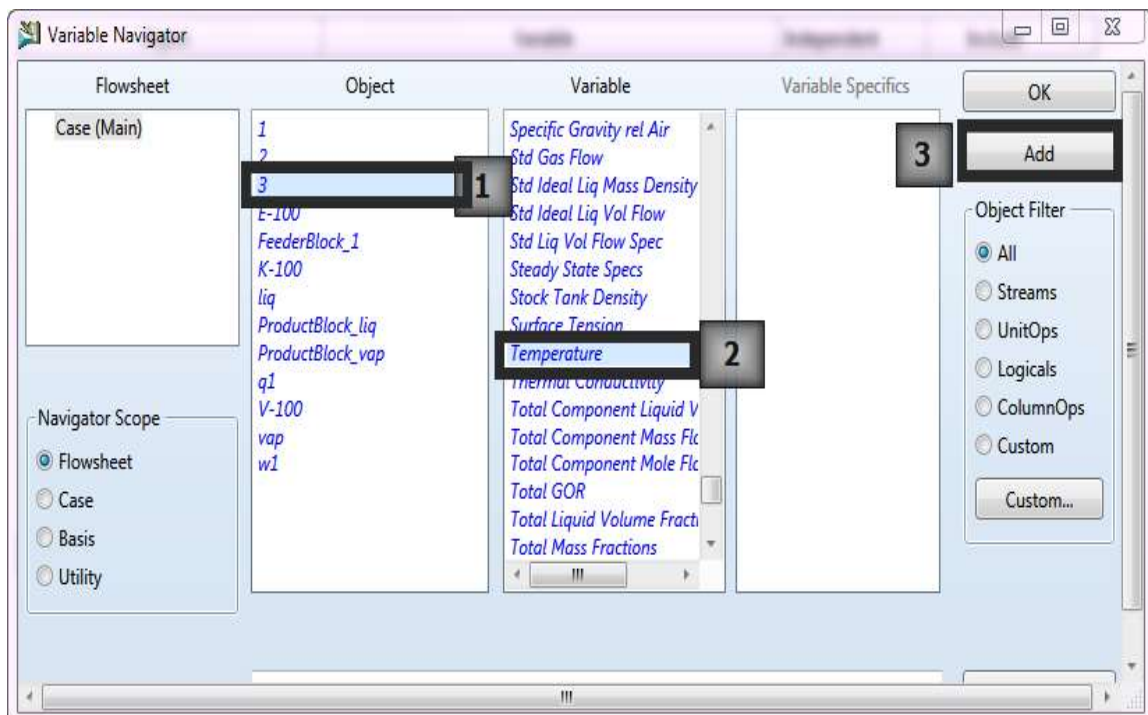 Variable Navigator
Variable Independent
Flowsheet Object Variable Variable Specifics OK
Case (Main)
1
2
3
E-100
FeederBlock_1
K-100
liq
ProductBlock_liq
ProductBlock_vap
q1
V-100
vap
w1
1
Specific Gravity rel Air
Std Gas Flow
Std Ideal Liq Mass Density
Std Ideal Liq Vol Flow
Std Liq Vol Flow Spec
Steady State Specs
Stock Tank Density
Surface Tension
Temperature
Thermal Conductivity
Total Component Liquid V
Total Component Mass Flo
Total Component Mole Flo
Total GOR
Total Liquid Volume Fracti
Total Mass Fractions
2
3
Add
Object Filter
All
Streams
UnitOps
Logicals
ColumnOps
Custom
Custom...
Navigator Scope
Flowsheet
Case
Basis
Utility